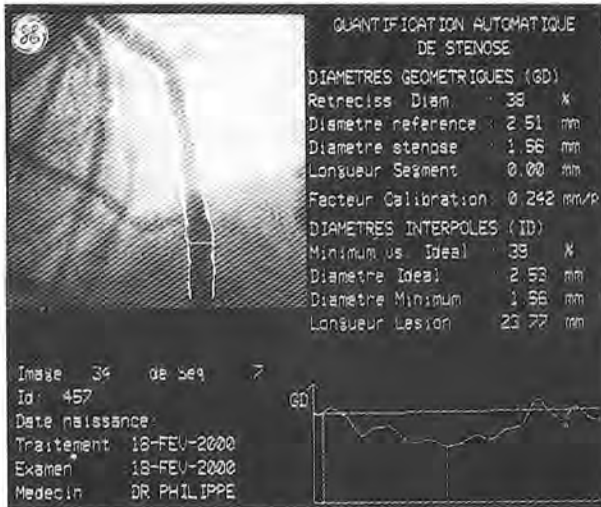 QUANTIFICATION AUTOMATIQUE
DE STENOSE
DIAMETRES GEOMETRIQUES (GD)
Retreciss Diam : 38 %
Diametre reference : 2.51 mm
Diametre stenose : 1.56 mm
Longueur Segment : 0.00 mm
Facteur Calibration: 0.242 mm/p
DIAMETRES INTERPOLES (ID)
Minimum vs. Ideal : 39 %
Diametre Ideal : 2.53 mm
Diametre Minimum : 1.56 mm
Longueur Lesion : 23.77 mm
Image 34 de Seq 7
Id: 457
Date naissance:
Traitement 18-FEV-2000
Examen 18-FEV-2000
Medecin DR PHILIPPE
GD